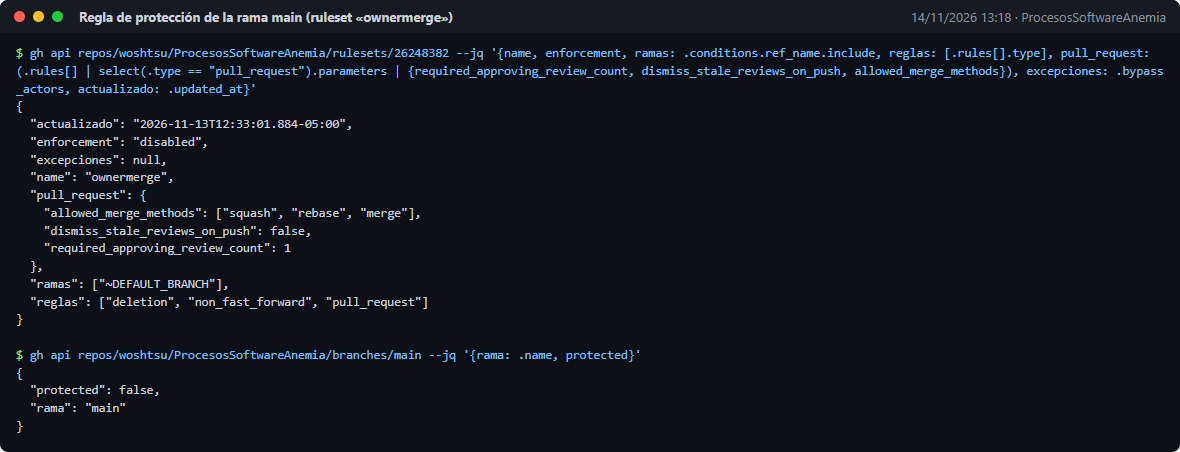 Regla de protección de la rama main (ruleset «ownermerge»)
14/11/2026 13:18 · ProcesosSoftwareAnemia
$ gh api repos/woshtsu/ProcesosSoftwareAnemia/rulesets/26248382 --jq '{name, enforcement, ramas: .conditions.ref_name.include, reglas: [.rules[].type], pull_request:
(.rules[] | select(.type == "pull_request").parameters | {required_approving_review_count, dismiss_stale_reviews_on_push, allowed_merge_methods}), excepciones: .bypass
_actors, actualizado: .updated_at}'
{
  "actualizado": "2026-11-13T12:33:01.884-05:00",
  "enforcement": "disabled",
  "excepciones": null,
  "name": "ownermerge",
  "pull_request": {
    "allowed_merge_methods": ["squash", "rebase", "merge"],
    "dismiss_stale_reviews_on_push": false,
    "required_approving_review_count": 1
  },
  "ramas": ["~DEFAULT_BRANCH"],
  "reglas": ["deletion", "non_fast_forward", "pull_request"]
}
$ gh api repos/woshtsu/ProcesosSoftwareAnemia/branches/main --jq '{rama: .name, protected}'
{
  "protected": false,
  "rama": "main"
}